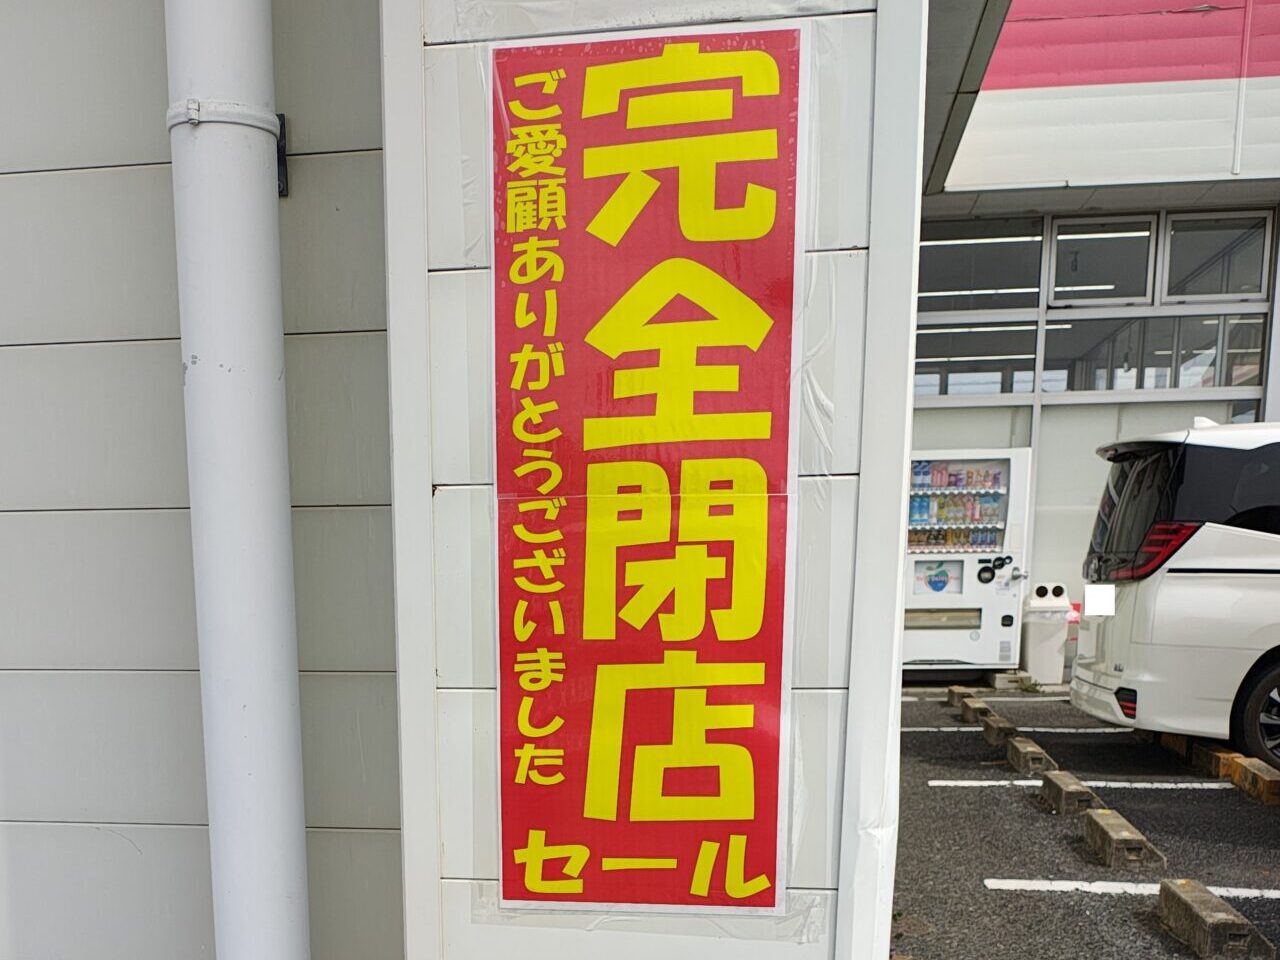 完全閉店
ご愛顧ありがとうございました
セール